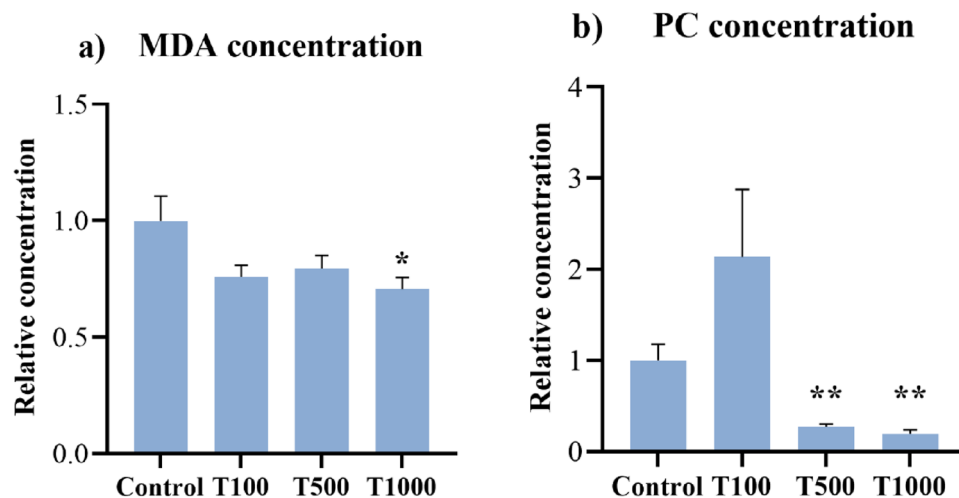 a) MDA concentration
Relative concentration
1.5
1.0
0.5
0.0
*
Control T100 T500 T1000
b) PC concentration
Relative concentration
4
3
2
1
0
** **
Control T100 T500 T1000